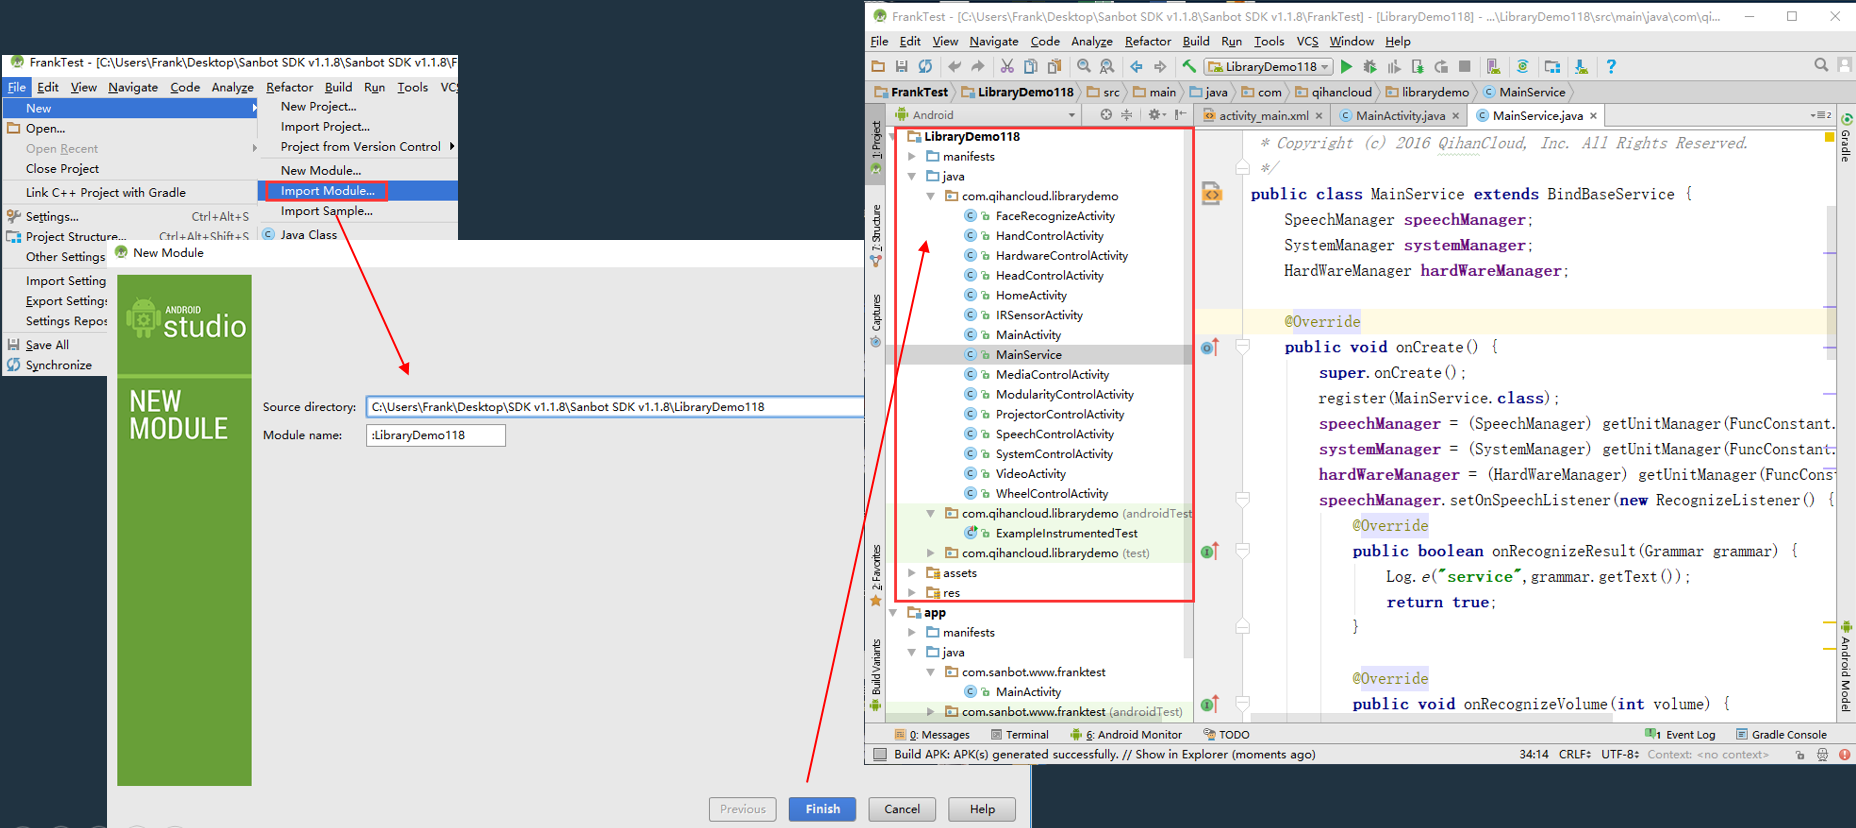 FrankTest - [C:\Users\Frank\Desktop\Sanbot SDK v1.1.8\Sanbot SDK v1.1.8\F
File Edit View Navigate Code Analyze Refactor Build Run Tools VC
New
Open...
Open Recent
Close Project
Link C++ Project with Gradle
Settings... Ctrl+Alt+S
Project Structure... Ctrl+Alt+Shift+S
Other Settings
Import Setting
Export Settings
Settings Repos
Save All
Synchronize
New Project...
Import Project...
Project from Version Control
New Module...
Import Module...
Import Sample...
Java Class
New Module
ANDROID
studio
NEW
MODULE
Source directory: C:\Users\Frank\Desktop\SDK v1.1.8\Sanbot SDK v1.1.8\LibraryDemo118
Module name: :LibraryDemo118
Previous Finish Cancel Help
FrankTest - [C:\Users\Frank\Desktop\Sanbot SDK v1.1.8\Sanbot SDK v1.1.8\FrankTest] - [LibraryDemo118] - ...\LibraryDemo118\src\main\java\com\qi...
File Edit View Navigate Code Analyze Refactor Build Run Tools VCS Window Help
LibraryDemo118
FrankTest LibraryDemo118 src main java com qihancloud librarydemo MainService
Android
activity_main.xml MainActivity.java MainService.java
1: Project
7: Structure
Captures
2: Favorites
Build Variants
LibraryDemo118
manifests
java
com.qihancloud.librarydemo
FaceRecognizeActivity
HandControlActivity
HardwareControlActivity
HeadControlActivity
HomeActivity
IRSensorActivity
MainActivity
MainService
MediaControlActivity
ModularityControlActivity
ProjectorControlActivity
SpeechControlActivity
SystemControlActivity
VideoActivity
WheelControlActivity
com.qihancloud.librarydemo (androidTest
ExampleInstrumentedTest
com.qihancloud.librarydemo (test)
assets
res
app
manifests
java
com.sanbot.www.franktest
MainActivity
com.sanbot.www.franktest (androidTest)
* Copyright (c) 2016 QihanCloud, Inc. All Rights Reserved.
*/
public class MainService extends BindBaseService {
SpeechManager speechManager;
SystemManager systemManager;
HardWareManager hardWareManager;
@Override
public void onCreate() {
super.onCreate();
register(MainService.class);
speechManager = (SpeechManager) getUnitManager(FuncConstant.
systemManager = (SystemManager) getUnitManager(FuncConstant.
hardWareManager = (HardWareManager) getUnitManager(FuncConst
speechManager.setOnSpeechListener(new RecognizeListener() {
@Override
public boolean onRecognizeResult(Grammar grammar) {
Log.e("service",grammar.getText());
return true;
}
@Override
public void onRecognizeVolume(int volume) {
Gradle
Android Model
0: Messages Terminal 6: Android Monitor TODO 1 Event Log Gradle Console
Build APK: APK(s) generated successfully. // Show in Explorer (moments ago) 34:14 CRLF UTF-8 Context: <no context>